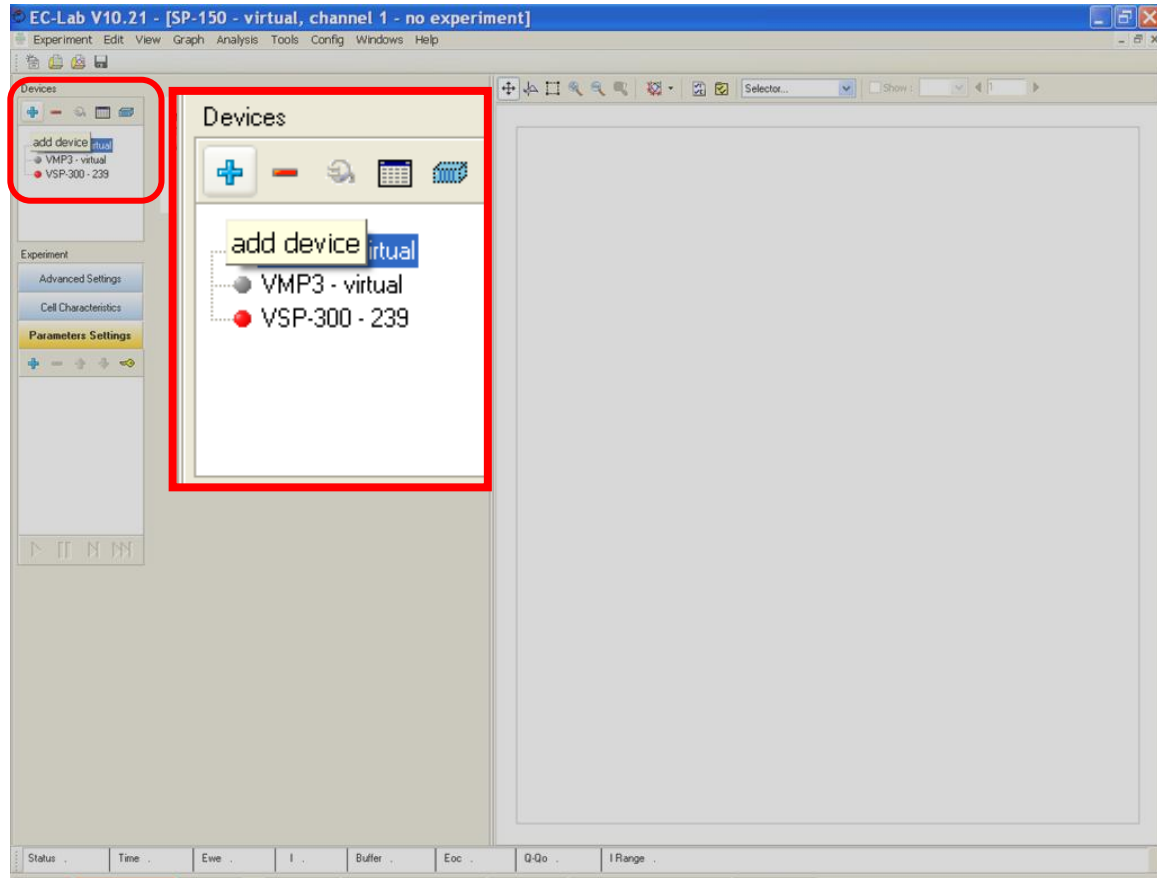 EC-Lab V10.21 - [SP-150 - virtual, channel 1 - no experiment]
Experiment Edit View Graph Analysis Tools Config Windows Help
Devices
add device rtual
VMP3 - virtual
VSP-300 - 239
Devices
add device irtual
VMP3 - virtual
VSP-300 - 239
Selector...
Show :
1
Experiment
Advanced Settings
Cell Characteristics
Parameters Settings
Status . Time . Ewe . I . Buffer . Eoc . Q-Qo . I Range .